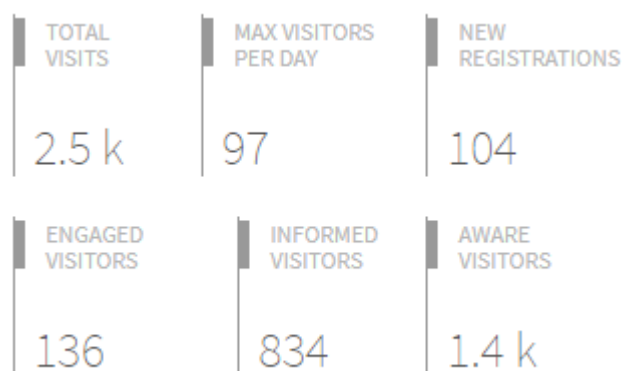 TOTAL
VISITS
2.5 k
MAX VISITORS
PER DAY
97
NEW
REGISTRATIONS
104
ENGAGED
VISITORS
136
INFORMED
VISITORS
834
AWARE
VISITORS
1.4 k